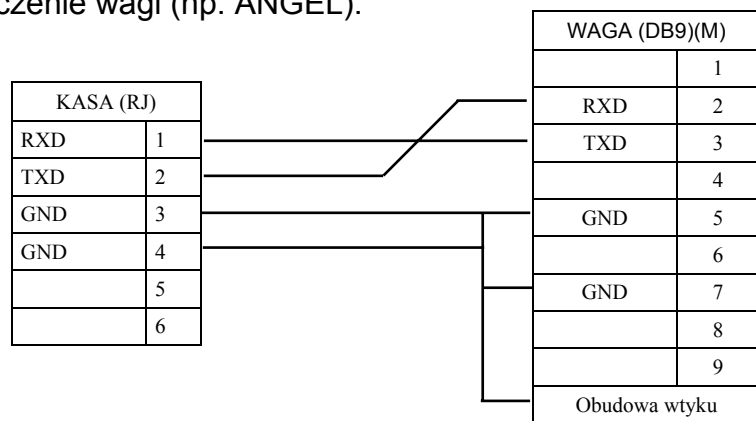 wagi (np. ANGEL).
WAGA (DB9)(M)
1
RXD 2
TXD 3
4
GND 5
6
GND 7
8
9
Obudowa wtyku
KASA (RJ)
RXD 1
TXD 2
GND 3
GND 4
5
6